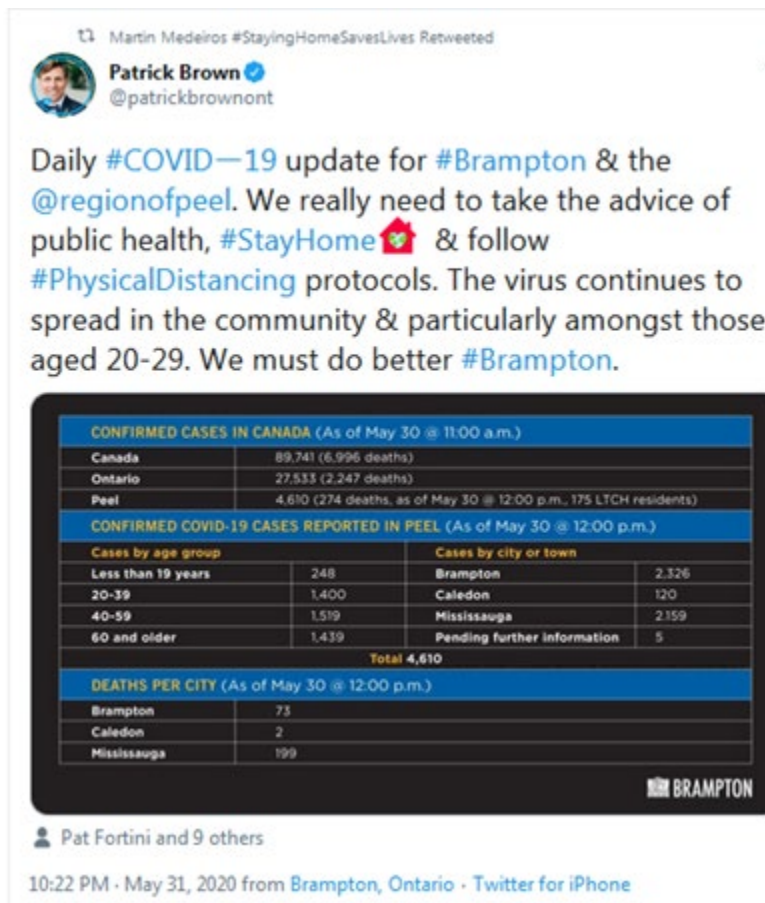 Martin Medeiros #StayingHomeSavesLives Retweeted
Patrick Brown
@patrickbrownont
Daily #COVID—19 update for #Brampton & the
@regionofpeel. We really need to take the advice of
public health, #StayHome & follow
#PhysicalDistancing protocols. The virus continues to
spread in the community & particularly amongst those
aged 20-29. We must do better #Brampton.
CONFIRMED CASES IN CANADA (As of May 30 @ 11:00 a.m.)
Canada 89,741 (6,996 deaths)
Ontario 27,533 (2,247 deaths)
Peel 4,610 (274 deaths, as of May 30 @ 12:00 p.m., 175 LTCH residents)
CONFIRMED COVID-19 CASES REPORTED IN PEEL (As of May 30 @ 12:00 p.m.)
Cases by age group Cases by city or town
Less than 19 years 248 Brampton 2,326
20-39 1,400 Caledon 120
40-59 1,519 Mississauga 2,159
60 and older 1,439 Pending further information 5
Total 4,610
DEATHS PER CITY (As of May 30 @ 12:00 p.m.)
Brampton 73
Caledon 2
Mississauga 199
BRAMPTON
Pat Fortini and 9 others
10:22 PM · May 31, 2020 from Brampton, Ontario · Twitter for iPhone